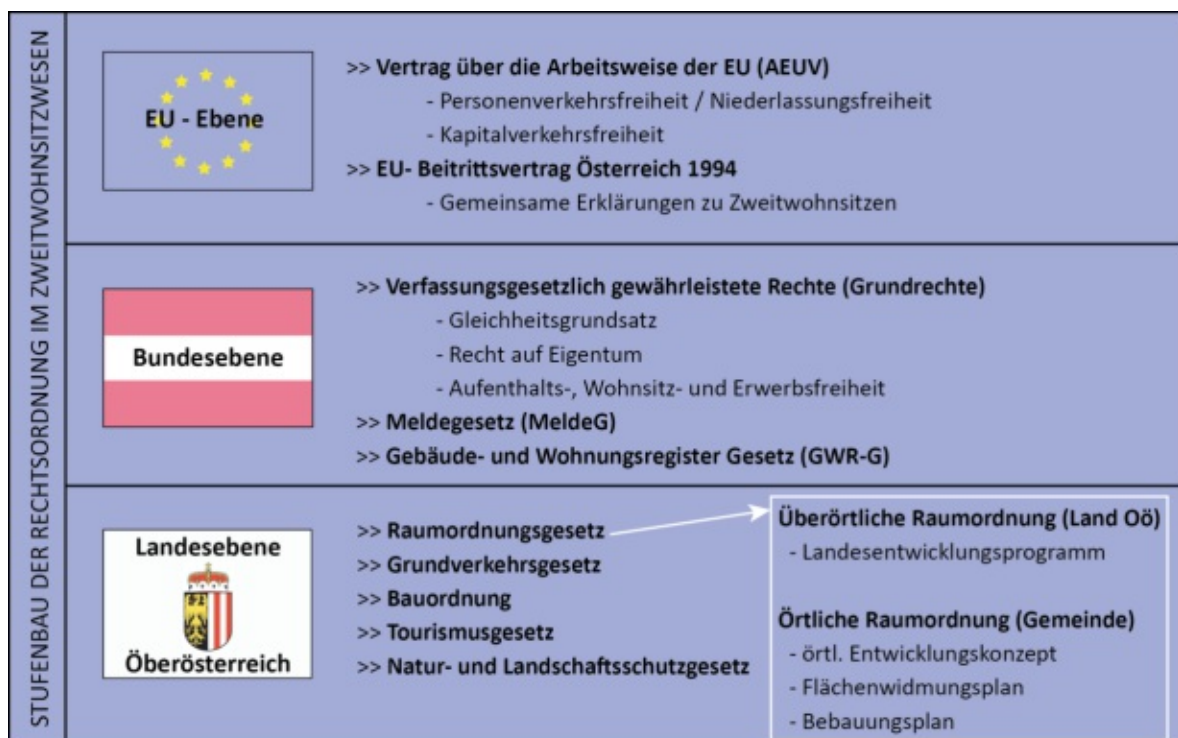 STUFENBAU DER RECHTSORDNUNG IM ZWEITWOHNSITZWESEN
EU - Ebene
>> Vertrag über die Arbeitsweise der EU (AEUV)
- Personenverkehrsfreiheit / Niederlassungsfreiheit
- Kapitalverkehrsfreiheit
>> EU- Beitrittsvertrag Österreich 1994
- Gemeinsame Erklärungen zu Zweitwohnsitzen
Bundesebene
>> Verfassungsgesetzlich gewährleistete Rechte (Grundrechte)
- Gleichheitsgrundsatz
- Recht auf Eigentum
- Aufenthalts-, Wohnsitz- und Erwerbsfreiheit
>> Meldegesetz (MeldeG)
>> Gebäude- und Wohnungsregister Gesetz (GWR-G)
Landesebene
Öberösterreich
>> Raumordnungsgesetz
>> Grundverkehrsgesetz
>> Bauordnung
>> Tourismusgesetz
>> Natur- und Landschaftsschutzgesetz
Überörtliche Raumordnung (Land Oö)
- Landesentwicklungsprogramm
Örtliche Raumordnung (Gemeinde)
- örtl. Entwicklungskonzept
- Flächenwidmungsplan
- Bebauungsplan